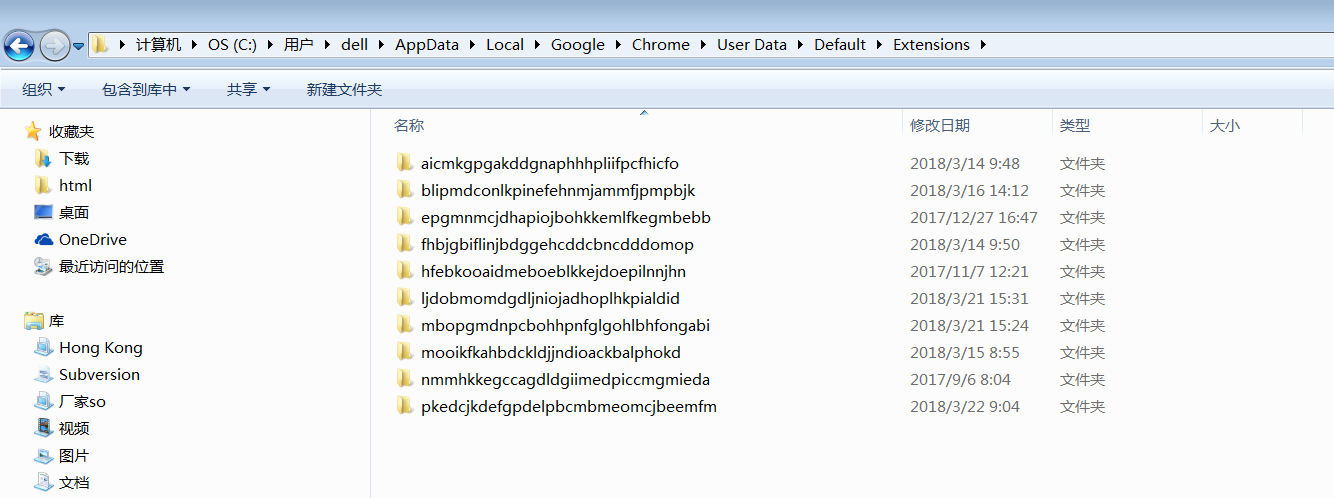 计算机 OS (C:) 用户 dell AppData Local Google Chrome User Data Default Extensions
组织 包含到库中 共享 新建文件夹
收藏夹
下载
html
桌面
OneDrive
最近访问的位置
库
Hong Kong
Subversion
厂家so
视频
图片
文档
名称 修改日期 类型 大小
aicmkgpgakddgnaphhhpliifpcfhicfo 2018/3/14 9:48 文件夹
blipmdconlkpinefehnmjammfjpmpbjk 2018/3/16 14:12 文件夹
epgmnmcjdhapiojbohkkemlfkegmbebb 2017/12/27 16:47 文件夹
fhbjgbiflinjbdggehcddcbncdddomop 2018/3/14 9:50 文件夹
hfebkooaidmeboeblkkejdoepilnnjhn 2017/11/7 12:21 文件夹
ljdobmomdgdljniojadhoplhkpialdid 2018/3/21 15:31 文件夹
mbopgmdnpcbohhpnfglgohlbhfongabi 2018/3/21 15:24 文件夹
mooikfkahbdckldjjndioackbalphokd 2018/3/15 8:55 文件夹
nmmhkkegccagdldgiimedpiccmgmieda 2017/9/6 8:04 文件夹
pkedcjkdefgpdelpbcmbmeomcjbeemfm 2018/3/22 9:04 文件夹